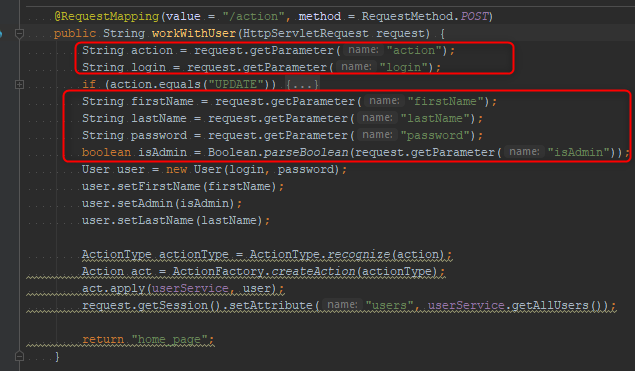 @RequestMapping(value = "/action", method = RequestMethod.POST)
public String workWithUser(HttpServletRequest request) {
String action = request.getParameter( name: "action");
String login = request.getParameter( name: "login");
if (action.equals("UPDATE")) {...}
String firstName = request.getParameter( name: "firstName");
String lastName = request.getParameter( name: "lastName");
String password = request.getParameter( name: "password");
boolean isAdmin = Boolean.parseBoolean(request.getParameter( name: "isAdmin"));
User user = new User(login, password);
user.setFirstName(firstName);
user.setAdmin(isAdmin);
user.setLastName(lastName);
ActionType actionType = ActionType.recognize(action);
Action act = ActionFactory.createAction(actionType);
act.apply(userService, user);
request.getSession().setAttribute( name: "users", userService.getAllUsers());
return "home_page";
}